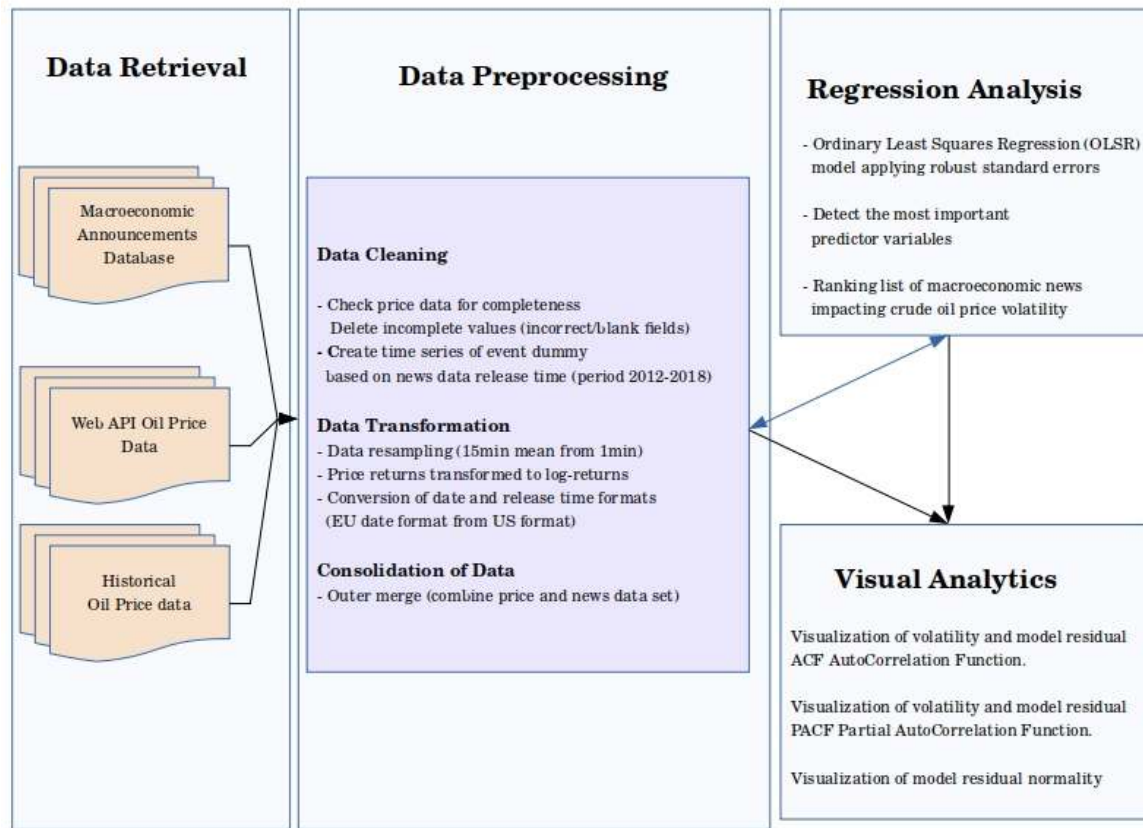 Data Retrieval
Macroeconomic
Announcements
Database
Web API Oil Price
Data
Historical
Oil Price data
Data Preprocessing
Data Cleaning
- Check price data for completeness
Delete incomplete values (incorrect/blank fields)
- Create time series of event dummy
based on news data release time (period 2012-2018)
Data Transformation
- Data resampling (15min mean from 1min)
- Price returns transformed to log-returns
- Conversion of date and release time formats
(EU date format from US format)
Consolidation of Data
- Outer merge (combine price and news data set)
Regression Analysis
- Ordinary Least Squares Regression (OLSR)
model applying robust standard errors
- Detect the most important
predictor variables
- Ranking list of macroeconomic news
impacting crude oil price volatility
Visual Analytics
Visualization of volatility and model residual
ACF AutoCorrelation Function.
Visualization of volatility and model residual
PACF Partial AutoCorrelation Function.
Visualization of model residual normality